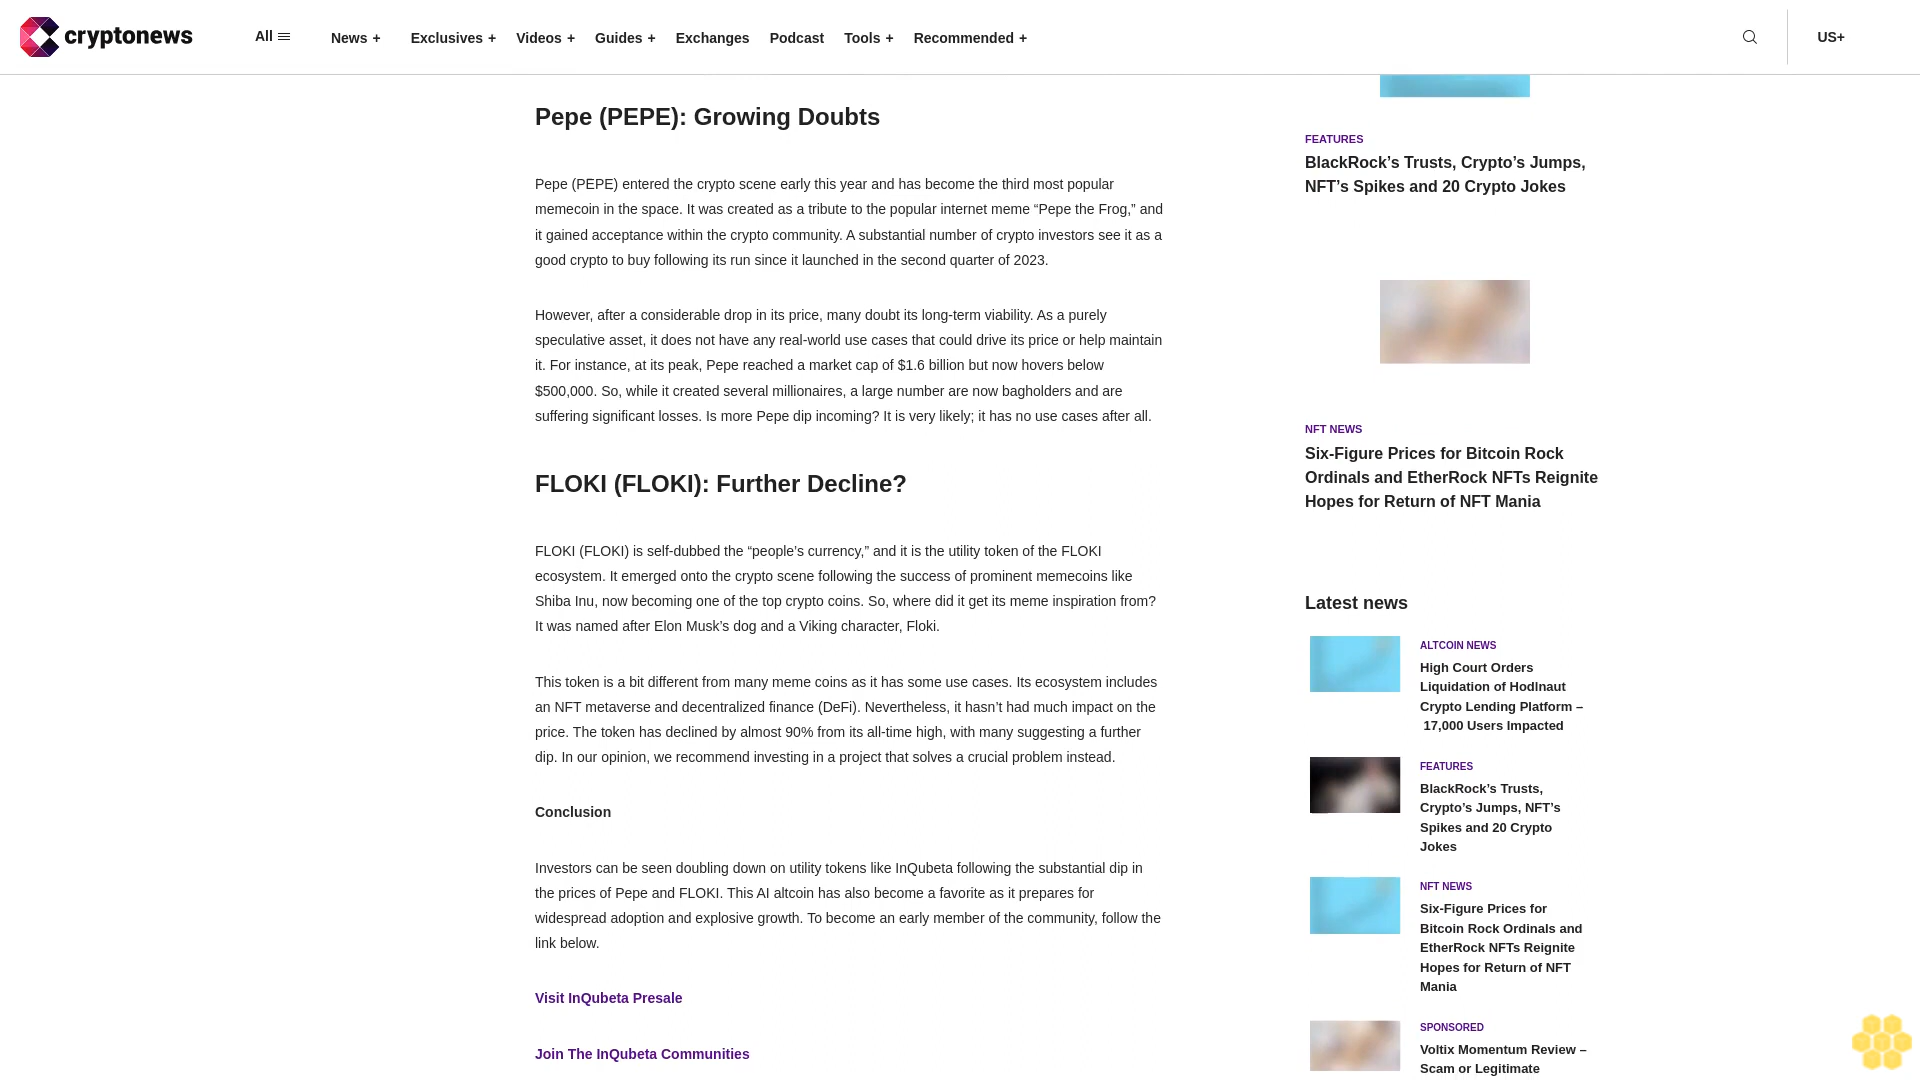 cryptonews
All
News +
Exclusives +
Videos +
Guides +
Exchanges
Podcast
Tools +
Recommended +
US+
Pepe (PEPE): Growing Doubts
Pepe (PEPE) entered the crypto scene early this year and has become the third most popular
memecoin in the space. It was created as a tribute to the popular internet meme “Pepe the Frog,” and
it gained acceptance within the crypto community. A substantial number of crypto investors see it as a
good crypto to buy following its run since it launched in the second quarter of 2023.
However, after a considerable drop in its price, many doubt its long-term viability. As a purely
speculative asset, it does not have any real-world use cases that could drive its price or help maintain
it. For instance, at its peak, Pepe reached a market cap of $1.6 billion but now hovers below
$500,000. So, while it created several millionaires, a large number are now bagholders and are
suffering significant losses. Is more Pepe dip incoming? It is very likely; it has no use cases after all.
FLOKI (FLOKI): Further Decline?
FLOKI (FLOKI) is self-dubbed the “people’s currency,” and it is the utility token of the FLOKI
ecosystem. It emerged onto the crypto scene following the success of prominent memecoins like
Shiba Inu, now becoming one of the top crypto coins. So, where did it get its meme inspiration from?
It was named after Elon Musk’s dog and a Viking character, Floki.
This token is a bit different from many meme coins as it has some use cases. Its ecosystem includes
an NFT metaverse and decentralized finance (DeFi). Nevertheless, it hasn’t had much impact on the
price. The token has declined by almost 90% from its all-time high, with many suggesting a further
dip. In our opinion, we recommend investing in a project that solves a crucial problem instead.
Conclusion
Investors can be seen doubling down on utility tokens like InQubeta following the substantial dip in
the prices of Pepe and FLOKI. This AI altcoin has also become a favorite as it prepares for
widespread adoption and explosive growth. To become an early member of the community, follow the
link below.
Visit InQubeta Presale
Join The InQubeta Communities
FEATURES
BlackRock’s Trusts, Crypto’s Jumps,
NFT’s Spikes and 20 Crypto Jokes
NFT NEWS
Six-Figure Prices for Bitcoin Rock
Ordinals and EtherRock NFTs Reignite
Hopes for Return of NFT Mania
Latest news
ALTCOIN NEWS
High Court Orders
Liquidation of Hodlnaut
Crypto Lending Platform –
17,000 Users Impacted
FEATURES
BlackRock’s Trusts,
Crypto’s Jumps, NFT’s
Spikes and 20 Crypto
Jokes
NFT NEWS
Six-Figure Prices for
Bitcoin Rock Ordinals and
EtherRock NFTs Reignite
Hopes for Return of NFT
Mania
SPONSORED
Voltix Momentum Review –
Scam or Legitimate